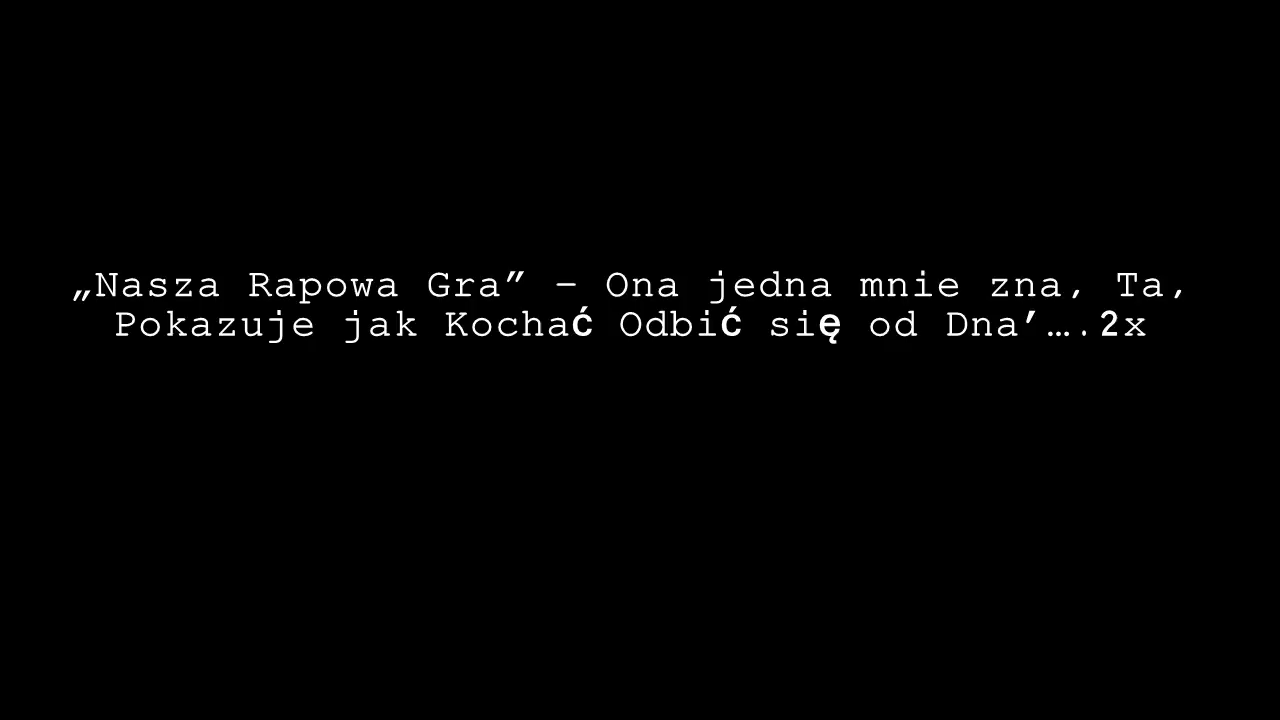 „Nasza Rapowa Gra” – Ona jedna mnie zna, Ta,
Pokazuje jak Kochać Odbić się od Dna’….2x